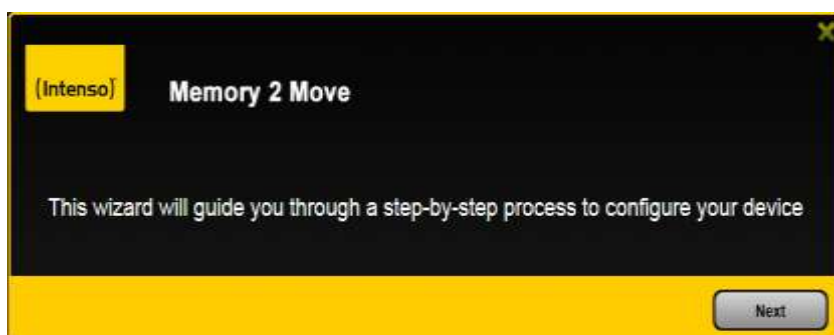 (Intenso)
Memory 2 Move
This wizard will guide you through a step-by-step process to configure your device
Next